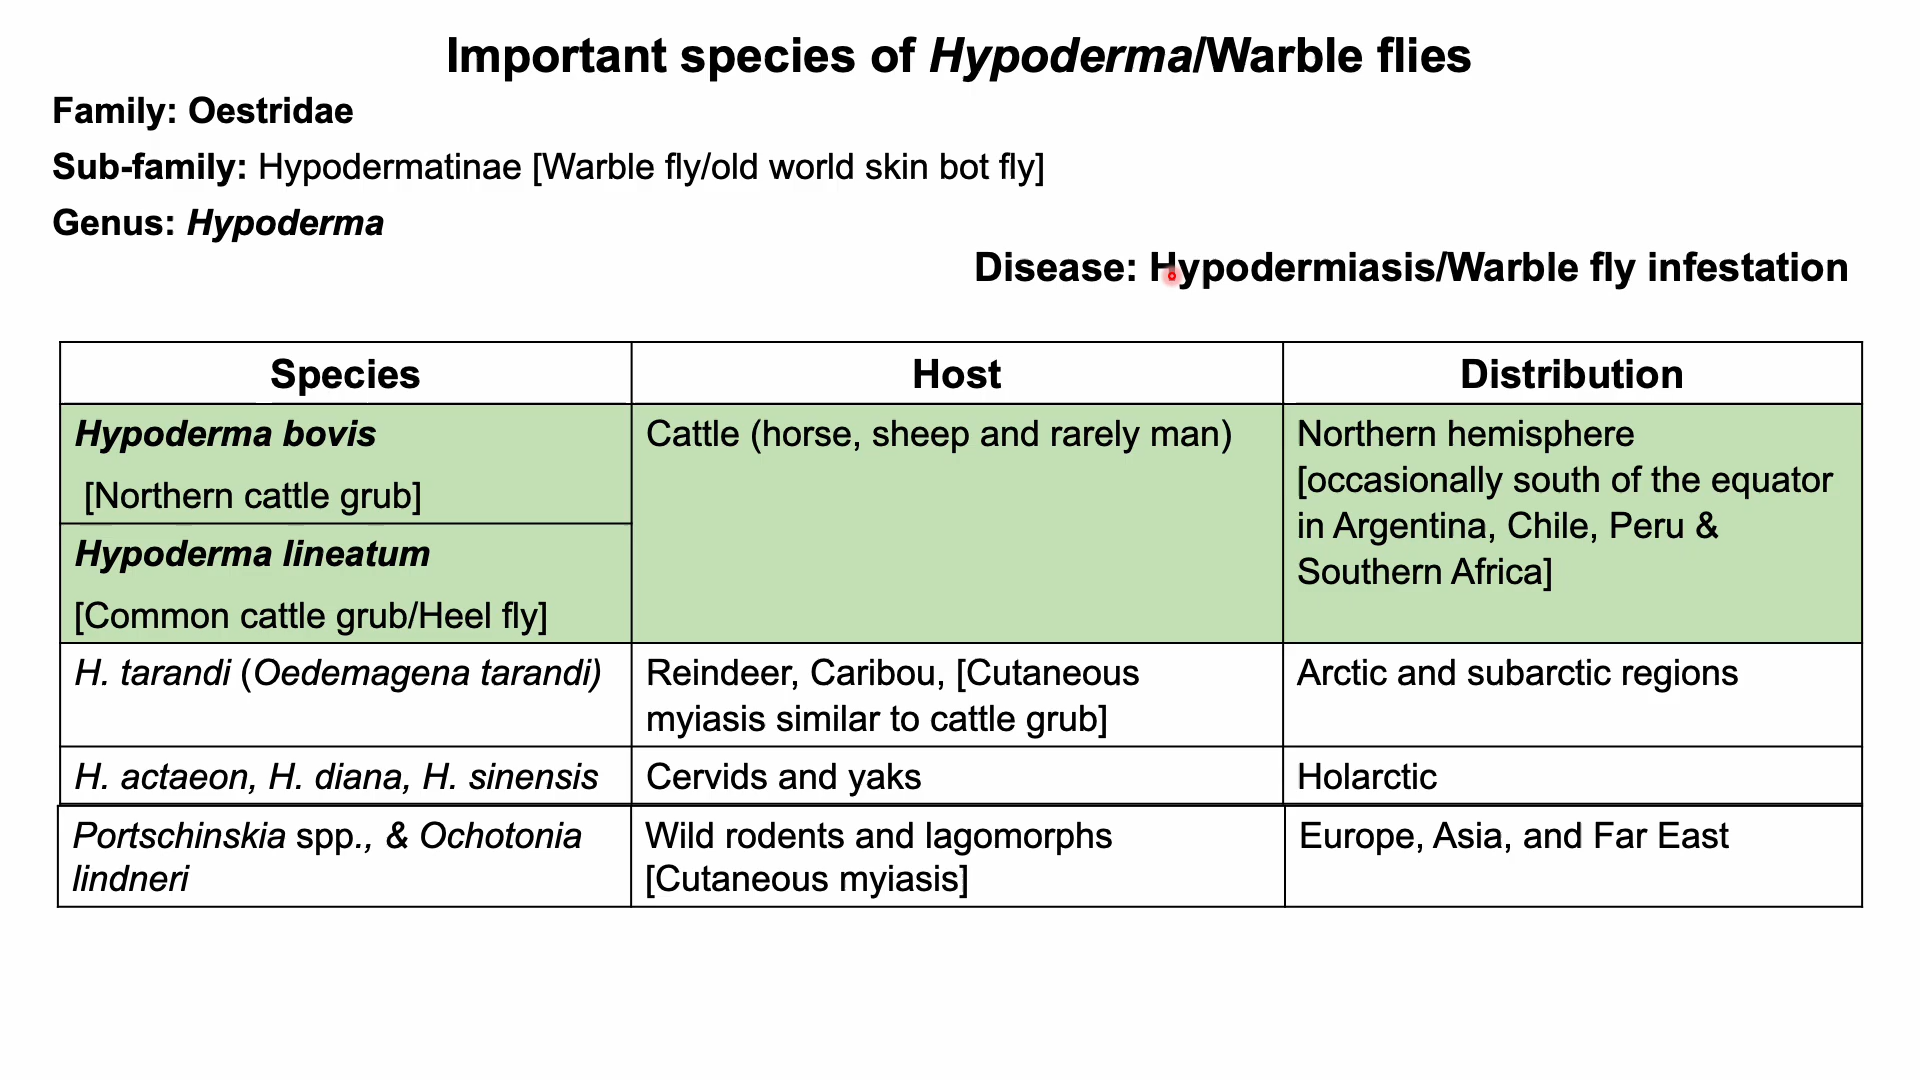 Important species of Hypoderma/Warble flies
Family: Oestridae
Sub-family: Hypodermatinae [Warble fly/old world skin bot fly]
Genus: Hypoderma
Disease: Hypodermiasis/Warble fly infestation
Species
Host
Distribution
Hypoderma bovis
[Northern cattle grub]
Cattle (horse, sheep and rarely man)
Northern hemisphere
[occasionally south of the equator
in Argentina, Chile, Peru &
Southern Africa]
Hypoderma lineatum
[Common cattle grub/Heel fly]
H. tarandi (Oedemagena tarandi)
Reindeer, Caribou, [Cutaneous
myiasis similar to cattle grub]
Arctic and subarctic regions
H. actaeon, H. diana, H. sinensis
Cervids and yaks
Holarctic
Portschinskia spp., & Ochotonia
lindneri
Wild rodents and lagomorphs
[Cutaneous myiasis]
Europe, Asia, and Far East